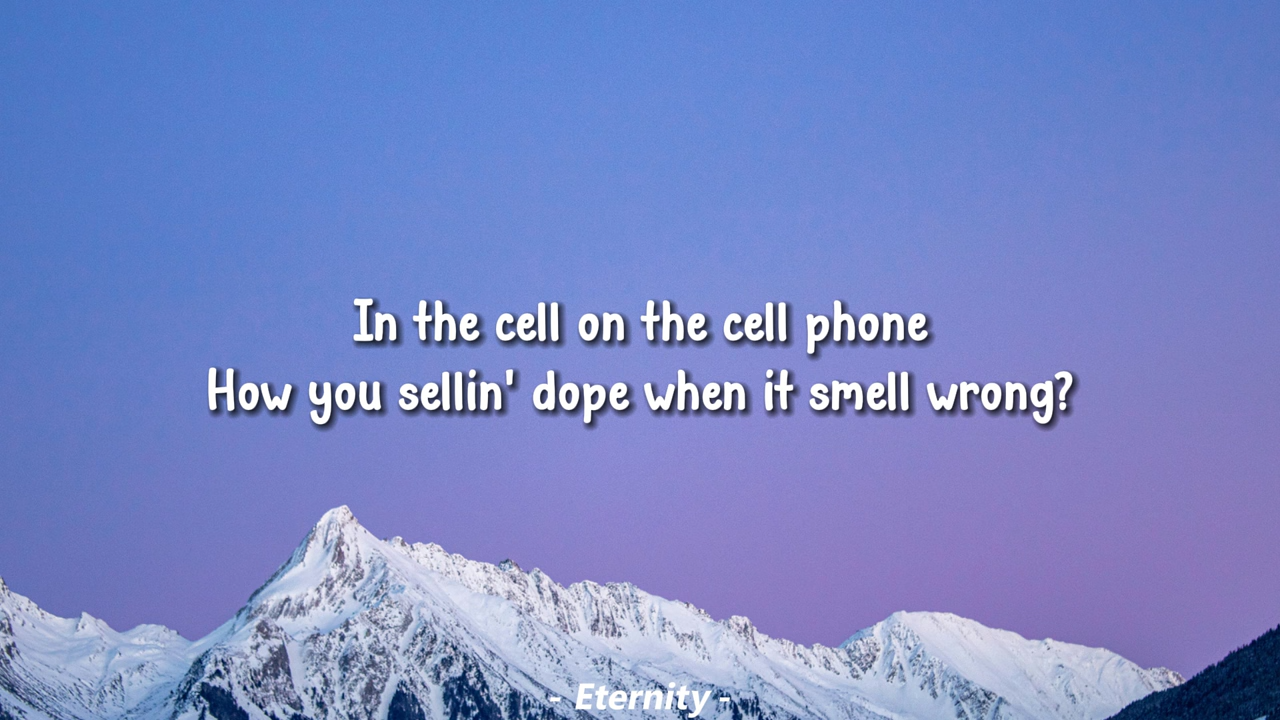 In the cell on the cell phone
How you sellin' dope when it smell wrong?
- Eternity -